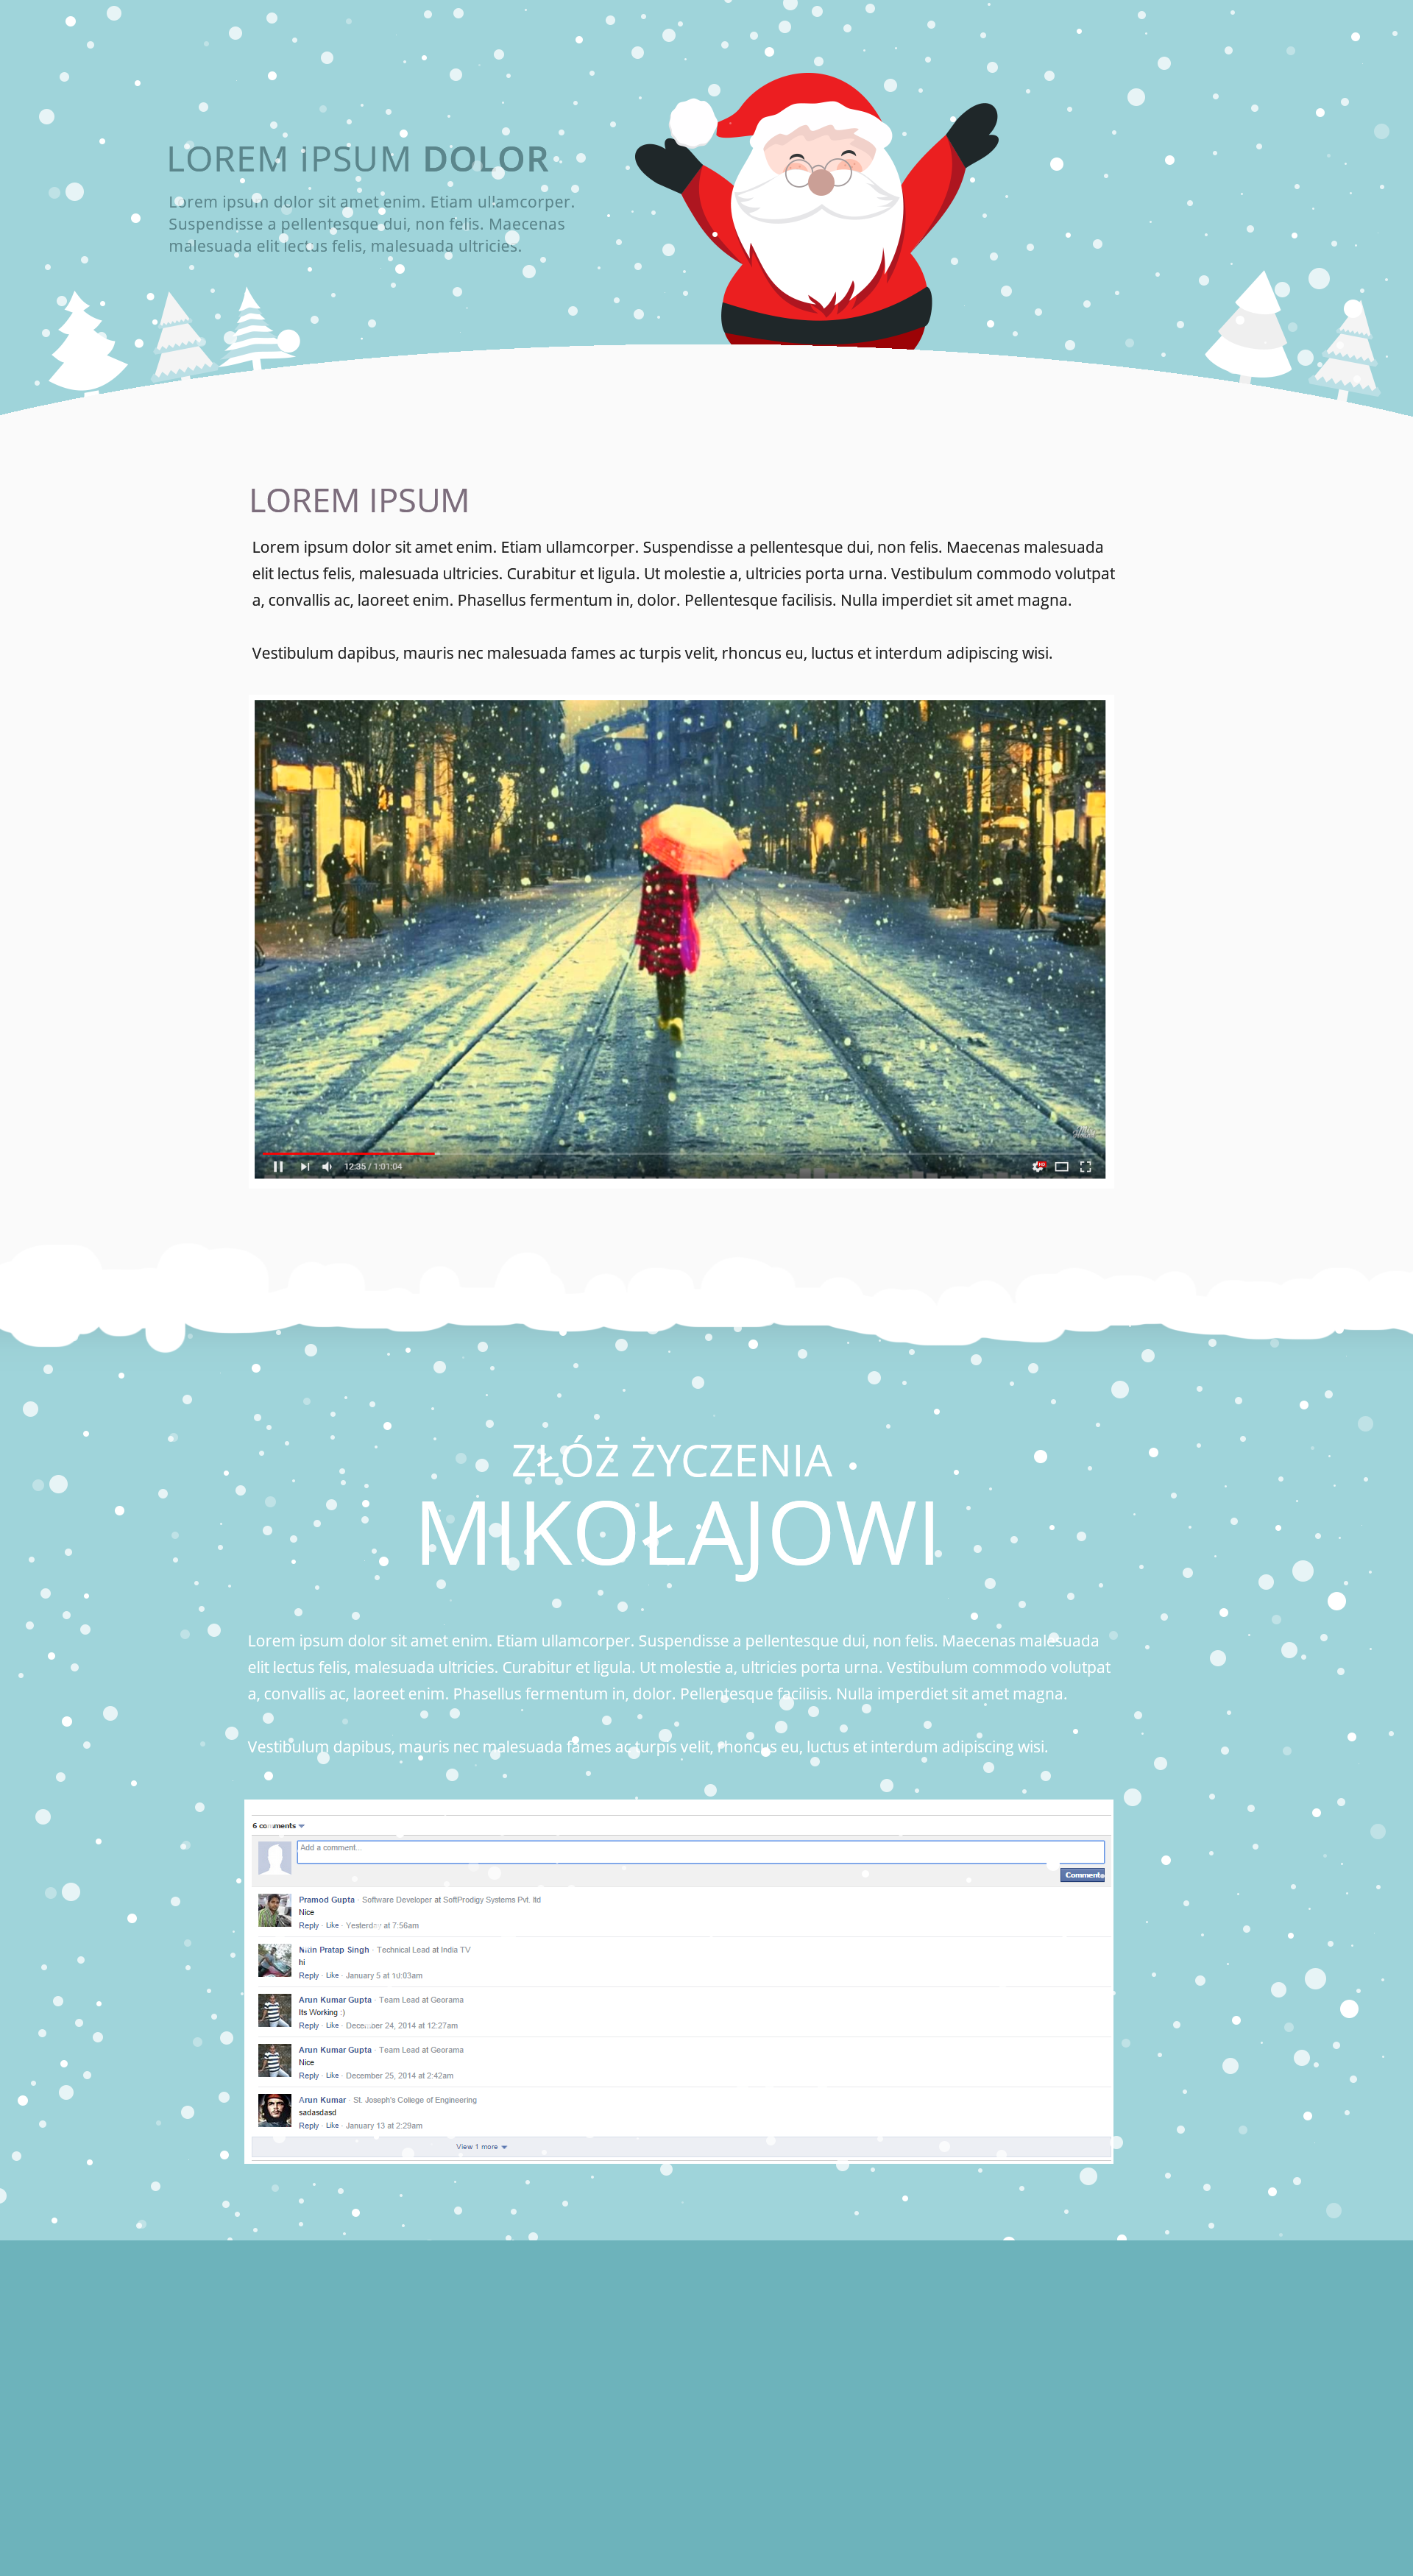 LOREM IPSUM DOLOR
Lorem ipsum dolor sit amet enim. Etiam ullamcorper.
Suspendisse a pellentesque dui, non felis. Maecenas
malesuada elit lectus felis, malesuada ultricies.
LOREM IPSUM
Lorem ipsum dolor sit amet enim. Etiam ullamcorper. Suspendisse a pellentesque dui, non felis. Maecenas malesuada
elit lectus felis, malesuada ultricies. Curabitur et ligula. Ut molestie a, ultricies porta urna. Vestibulum commodo volutpat
a, convallis ac, laoreet enim. Phasellus fermentum in, dolor. Pellentesque facilisis. Nulla imperdiet sit amet magna.
Vestibulum dapibus, mauris nec malesuada fames ac turpis velit, rhoncus eu, luctus et interdum adipiscing wisi.
12:35 / 1:01:04
HD
ZŁÓZ ZYCZENIA
MIKOŁAJOWI
Lorem ipsum dolor sit amet enim. Etiam ullamcorper. Suspendisse a pellentesque dui, non felis. Maecenas malesuada
elit lectus felis, malesuada ultricies. Curabitur et ligula. Ut molestie a, ultricies porta urna. Vestibulum commodo volutpat
a, convallis ac, laoreet enim. Phasellus fermentum in, dolor. Pellentesque facilisis. Nulla imperdiet sit amet magna.
Vestibulum dapibus, mauris nec malesuada fames ac turpis velit, rhoncus eu, luctus et interdum adipiscing wisi.
6 comments
Add a comment...
Comment
Pramod Gupta · Software Developer at SoftProdigy Systems Pvt. ltd
Nice
Reply · Like · Yesterday at 7:56am
Nitin Pratap Singh · Technical Lead at India TV
hi
Reply · Like · January 5 at 10:03am
Arun Kumar Gupta · Team Lead at Georama
Its Working :)
Reply · Like · December 24, 2014 at 12:27am
Arun Kumar Gupta · Team Lead at Georama
Nice
Reply · Like · December 25, 2014 at 2:42am
Arun Kumar · St. Joseph's College of Engineering
sadasdasd
Reply · Like · January 13 at 2:29am
View 1 more